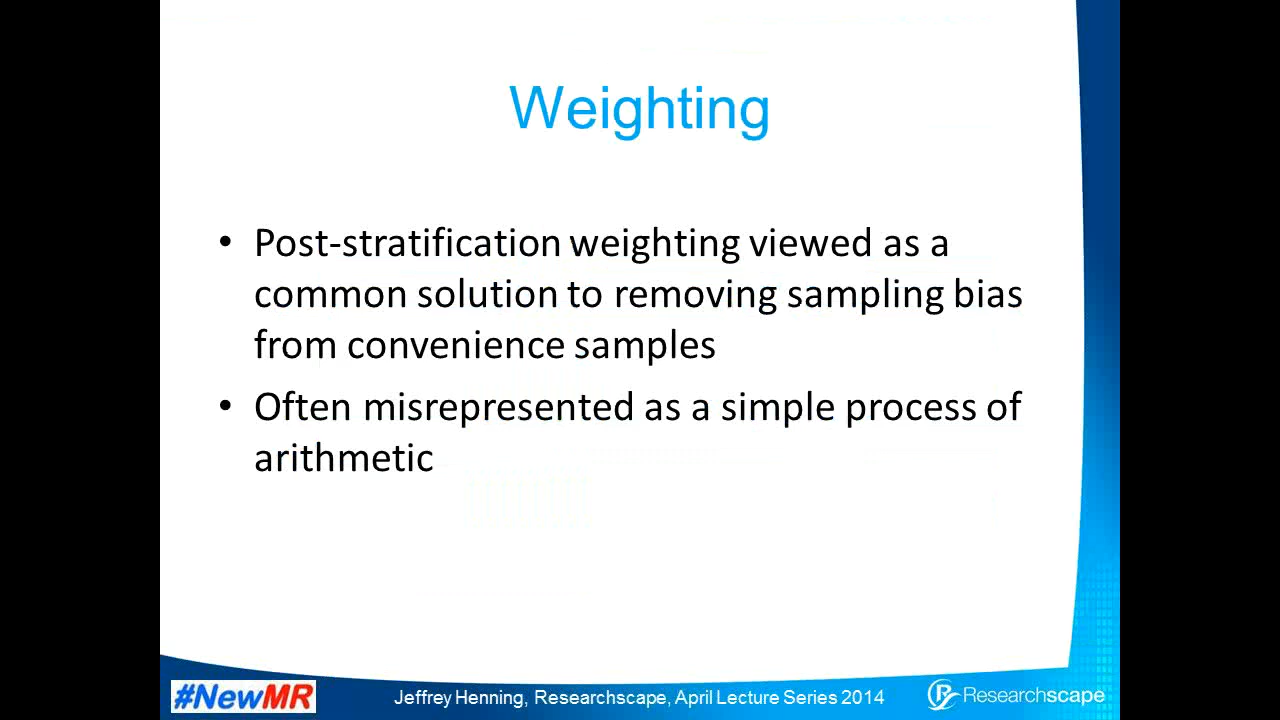 Weighting
• Post-stratification weighting viewed as a
common solution to removing sampling bias
from convenience samples
• Often misrepresented as a simple process of
arithmetic
#NewMR
Jeffrey Henning, Researchscape, April Lecture Series 2014
Researchscape